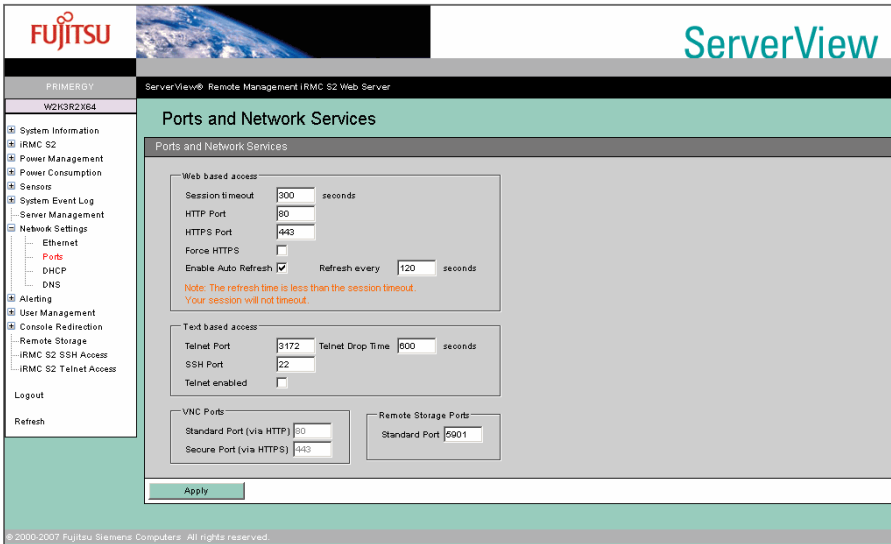 FUJITSU
ServerView
PRIMERGY
ServerView® Remote Management iRMC S2 Web Server
W2K3R2X64
System Information
iRMC S2
Power Management
Power Consumption
Sensors
System Event Log
Server Management
Network Settings
Ethernet
Ports
DHCP
DNS
Alerting
User Management
Console Redirection
Remote Storage
iRMC S2 SSH Access
iRMC S2 Telnet Access
Logout
Refresh
Ports and Network Services
Ports and Network Services
Web based access
Session timeout 300 seconds
HTTP Port 80
HTTPS Port 443
Force HTTPS
Enable Auto Refresh Refresh every 120 seconds
Note: The refresh time is less than the session timeout.
Your session will not timeout.
Text based access
Telnet Port 3172 Telnet Drop Time 600 seconds
SSH Port 22
Telnet enabled
VNC Ports
Standard Port (via HTTP) 80
Secure Port (via HTTPS) 443
Remote Storage Ports
Standard Port 5901
Apply
© 2000-2007 Fujitsu Siemens Computers All rights reserved.